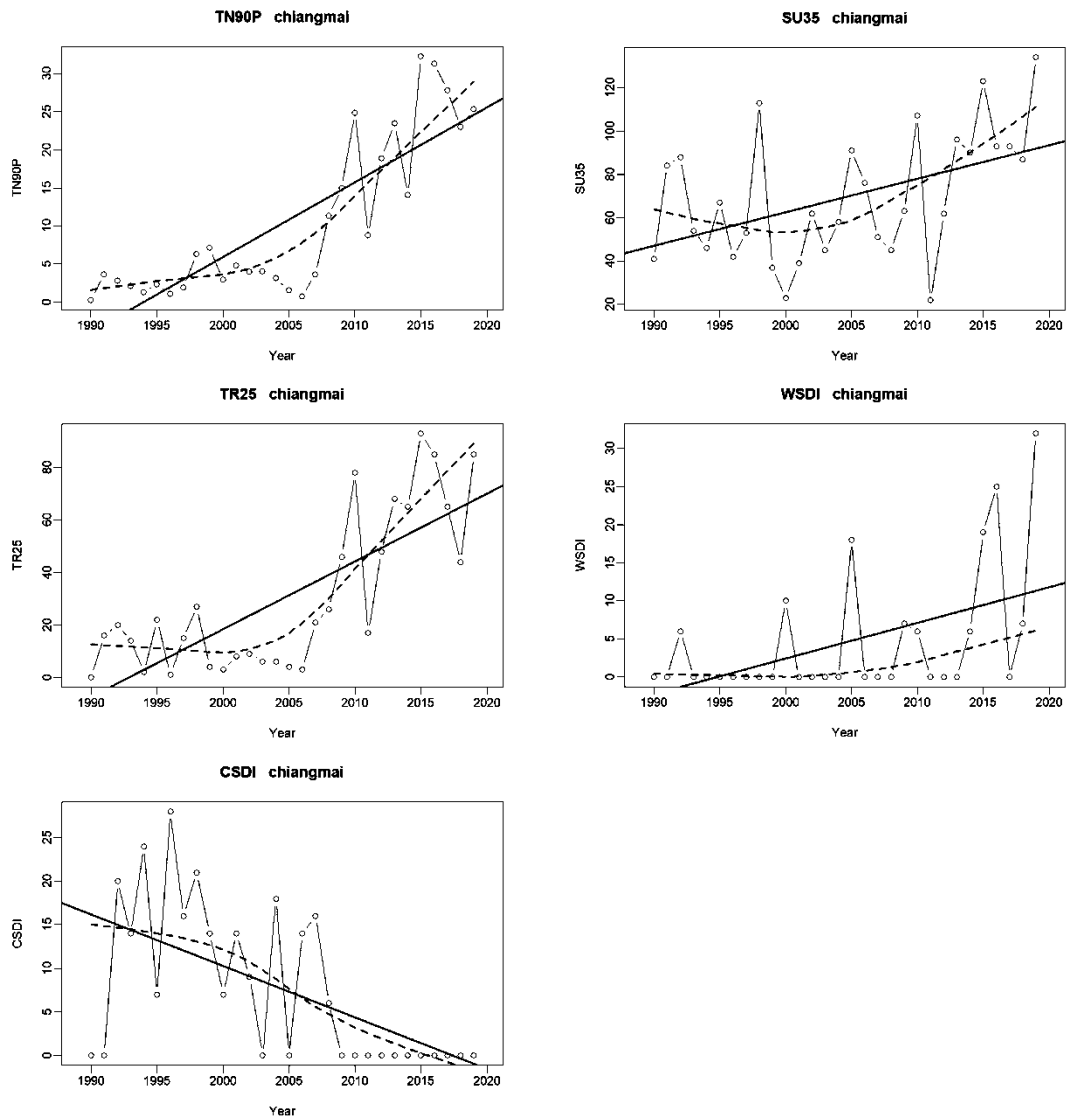 TN90P chiangmai
TN90P
0 5 10 15 20 25 30
1990 1995 2000 2005 2010 2015 2020
Year
SU35 chiangmai
SU35
20 40 60 80 100 120
1990 1995 2000 2005 2010 2015 2020
Year
TR25 chiangmai
TR25
0 20 40 60 80
1990 1995 2000 2005 2010 2015 2020
Year
WSDI chiangmai
WSDI
0 5 10 15 20 25 30
1990 1995 2000 2005 2010 2015 2020
Year
CSDI chiangmai
CSDI
0 5 10 15 20 25
1990 1995 2000 2005 2010 2015 2020
Year